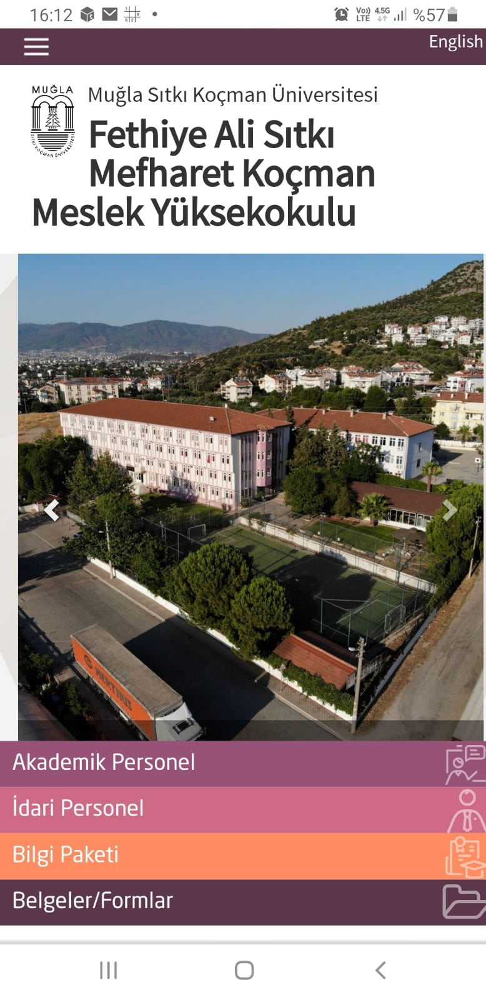 16:12
Vo)) 4.5G
LTE
%57
English
MUĞLA
SITKI KOÇMAN ÜNİVERSİTESİ
Muğla Sıtkı Koçman Üniversitesi
Fethiye Ali Sıtkı
Mefharet Koçman
Meslek Yüksekokulu
Akademik Personel
İdari Personel
Bilgi Paketi
Belgeler/Formlar